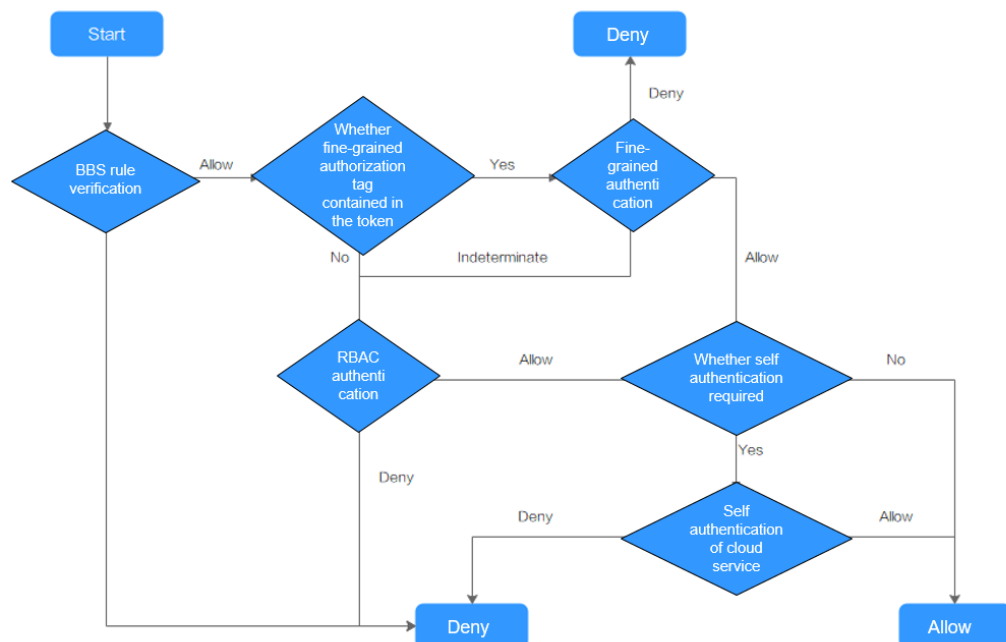 Start
Deny
Deny
BBS rule
verification
Allow
Whether
fine-grained
authorization
tag
contained in
the token
Yes
Fine-
grained
authenti
cation
No
Indeterminate
Allow
RBAC
authenti
cation
Allow
Whether self
authentication
required
No
Deny
Yes
Deny
Self
authentication
of cloud
service
Allow
Deny
Allow